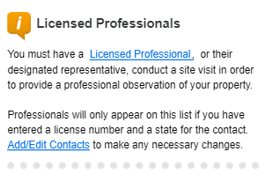 Licensed Professionals
You must have a Licensed Professional, or their
designated representative, conduct a site visit in order
to provide a professional observation of your property.
Professionals will only appear on this list if you have
entered a license number and a state for the contact.
Add/Edit Contacts to make any necessary changes.